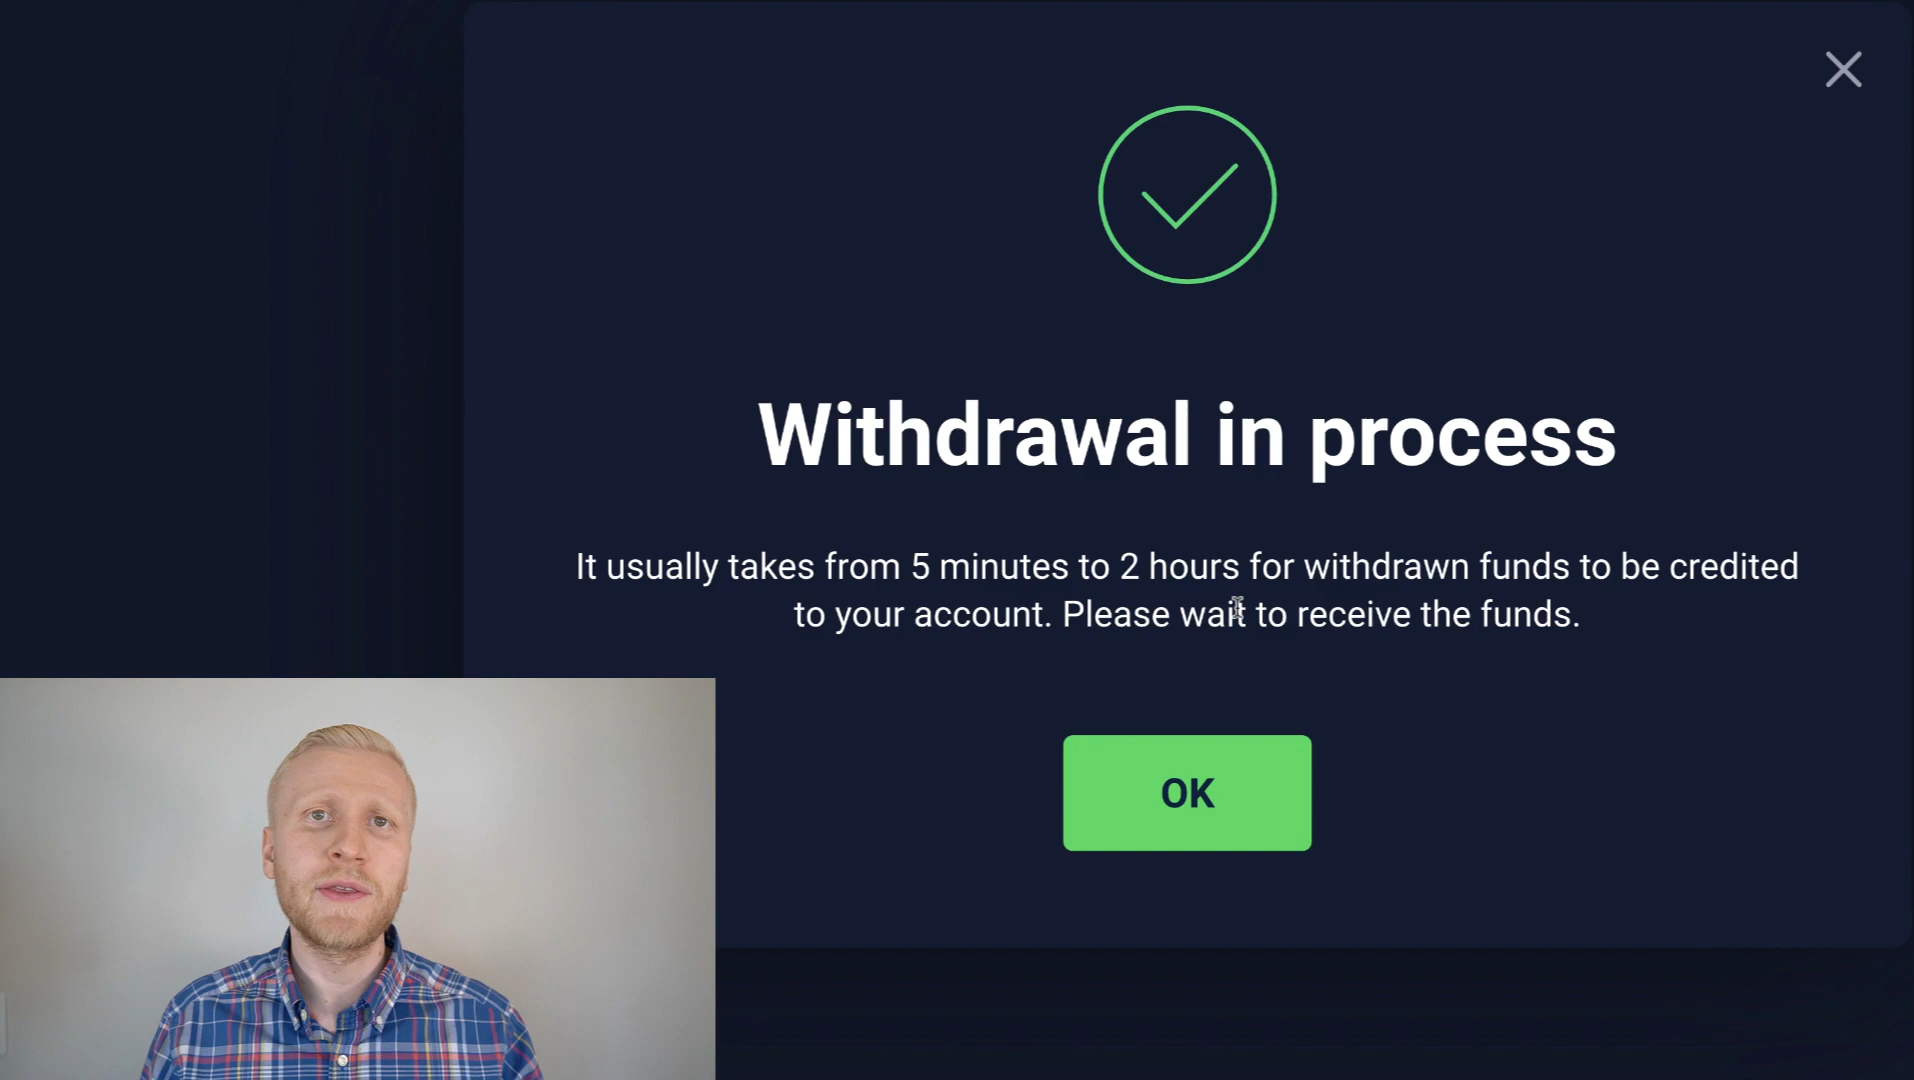 Withdrawal in process
It usually takes from 5 minutes to 2 hours for withdrawn funds to be credited
to your account. Please wait to receive the funds.
OK